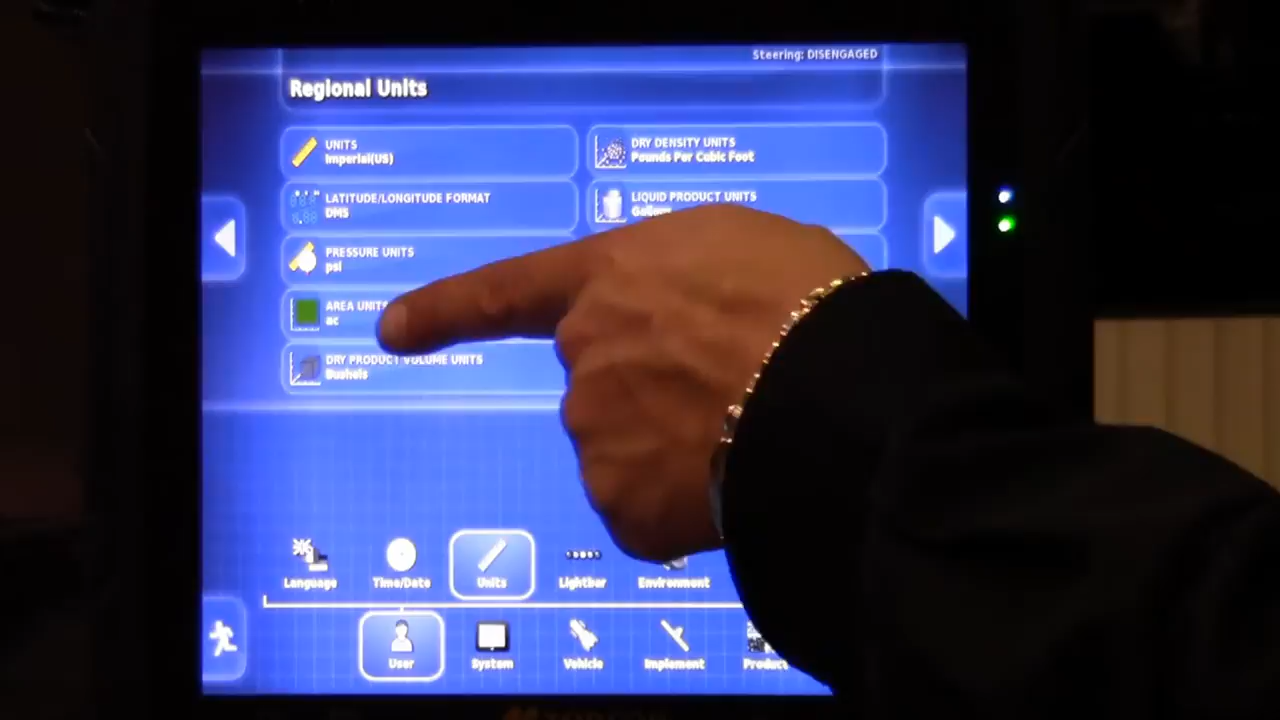 Steering: DISENGAGED
Regional Units
UNITS
Imperial(US)
DRY DENSITY UNITS
Pounds Per Cubic Foot
LATITUDE/LONGITUDE FORMAT
DMS
LIQUID PRODUCT UNITS
PRESSURE UNITS
psi
AREA UNITS
ac
DRY PRODUCT VOLUME UNITS
Bushels
Language
Time/Date
Units
Lightbar
Environment
User
System
Vehicle
Implement
Product